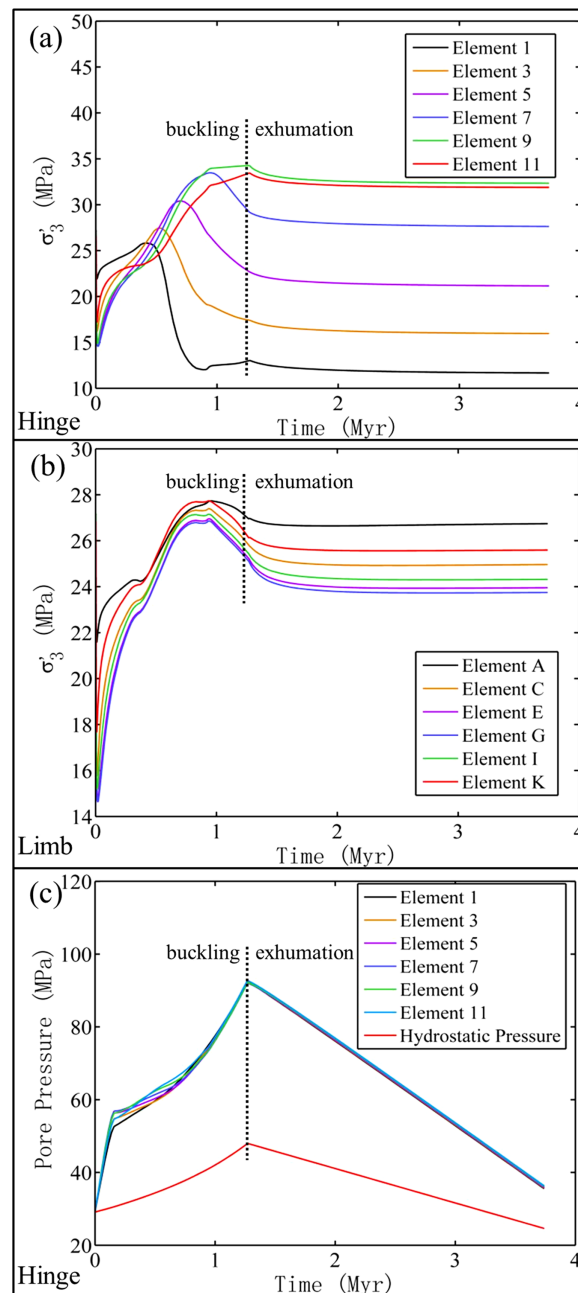 (a)
50
45
40
35
30
25
20
15
10
σ'3 (MPa)
Element 1
Element 3
Element 5
Element 7
Element 9
Element 11
buckling exhumation
0 1 2 3 4
Hinge
Time (Myr)
(b)
30
28
26
24
22
20
18
16
14
σ'3 (MPa)
buckling exhumation
Element A
Element C
Element E
Element G
Element I
Element K
0 1 2 3 4
Limb
Time (Myr)
(c)
120
100
80
60
40
20
Pore Pressure (MPa)
Element 1
Element 3
Element 5
Element 7
Element 9
Element 11
Hydrostatic Pressure
buckling exhumation
0 1 2 3 4
Hinge
Time (Myr)